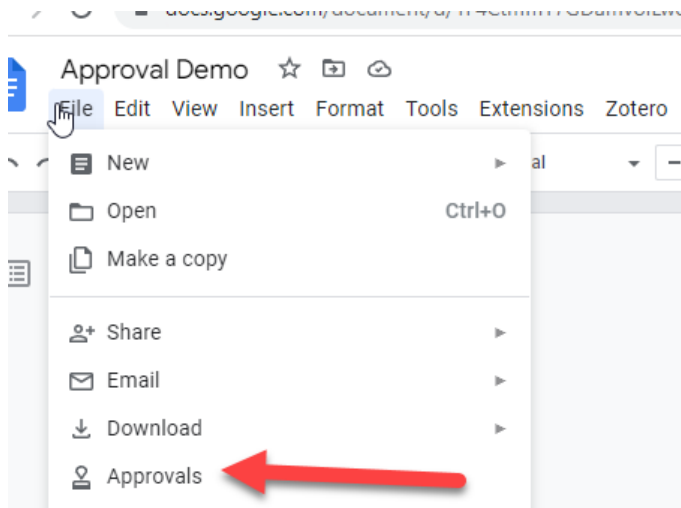 Approval Demo
File Edit View Insert Format Tools Extensions Zotero
New
al
Open Ctrl+O
Make a copy
Share
Email
Download
Approvals